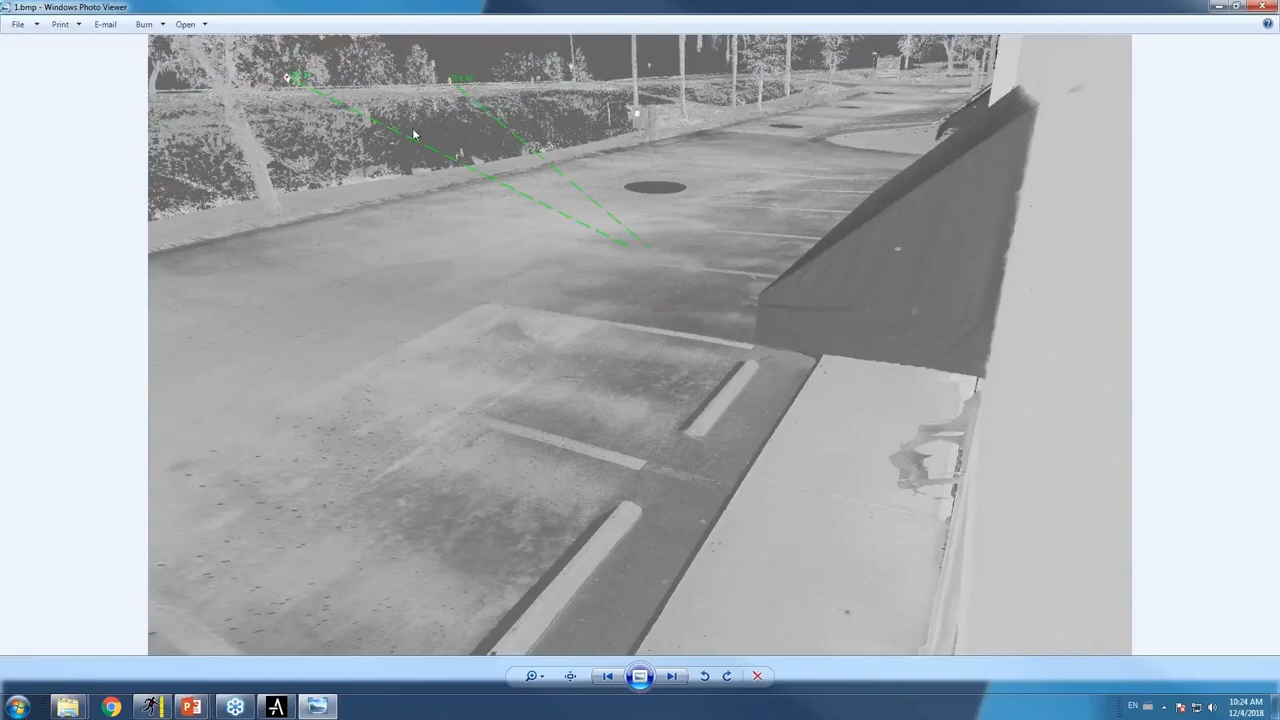 1.bmp - Windows Photo Viewer
File Print E-mail Burn Open
EN
10:24 AM
12/4/2018